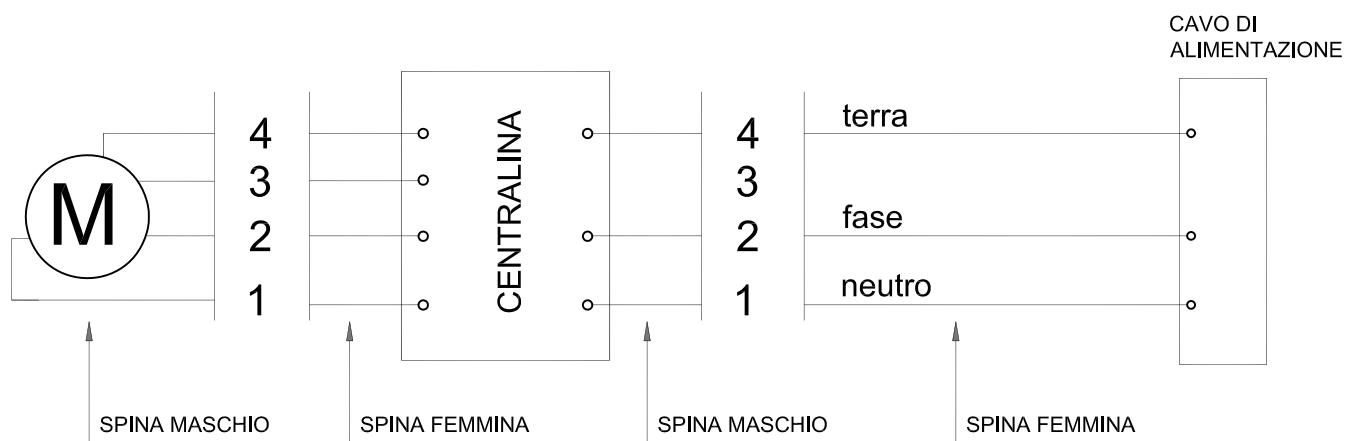 CAVO DI
ALIMENTAZIONE
4 4 terra
3 3
M 2 2 fase
1 1 neutro
CENTRALINA
SPINA MASCHIO SPINA FEMMINA SPINA MASCHIO SPINA FEMMINA